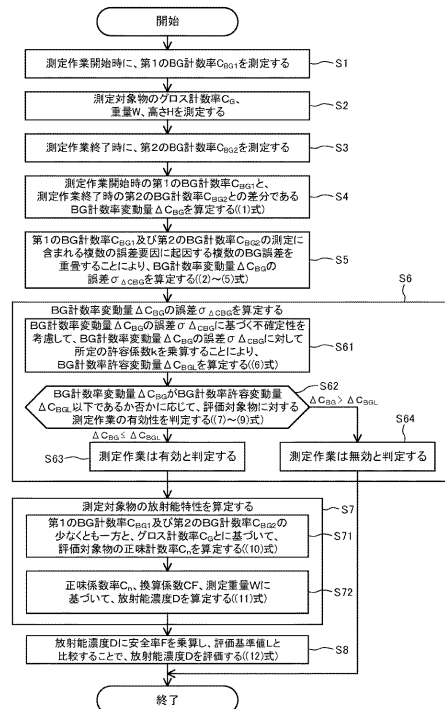 開始
測定作業開始時に、第1のBG計数率CBG1を測定する
S1
測定対象物のグロス計数率CG、
重量W、高さHを測定する
S2
測定作業終了時に、第2のBG計数率CBG2を測定する
S3
測定作業開始時の第1のBG計数率CBG1と、
測定作業終了時の第2のBG計数率CBG2との差分である
BG計数率変動量ΔCBGを算定する((1)式)
S4
第1のBG計数率CBG1及び第2のBG計数率CBG2の測定に
含まれる複数の誤差要因に起因する複数のBG誤差を
重畳することにより、BG計数率変動量ΔCBGの
誤差σΔCBGを算定する((2)~(5)式)
S5
S6
BG計数率変動量ΔCBGの誤差σΔCBGを算定する
BG計数率変動量ΔCBGの誤差σΔCBGに基づく不確定性を
考慮して、BG計数率変動量ΔCBGの誤差σΔCBGに対して
所定の許容係数kを乗算することにより、
BG計数率許容変動量ΔCBGLを算定する((6)式)
S61
BG計数率変動量ΔCBGがBG計数率許容変動量
ΔCBGL以下であるか否かに応じて、評価対象物に対する
測定作業の有効性を判定する((7)~(9)式)
S62
ΔCBG>ΔCBGL
ΔCBG≦ΔCBGL
S63
測定作業は有効と判定する
S64
測定作業は無効と判定する
測定対象物の放射能特性を算定する
S7
第1のBG計数率CBG1及び第2のBG計数率CBG2の
少なくとも一方と、グロス計数率CGとに基づいて、
評価対象物の正味計数率Cnを算定する((10)式)
S71
正味係数率Cn、換算係数CF、測定重量Wに
基づいて、放射能濃度Dを算定する((11)式)
S72
放射能濃度Dに安全率Fを乗算し、評価基準値Lと
比較することで、放射能濃度Dを評価する((12)式)
S8
終了